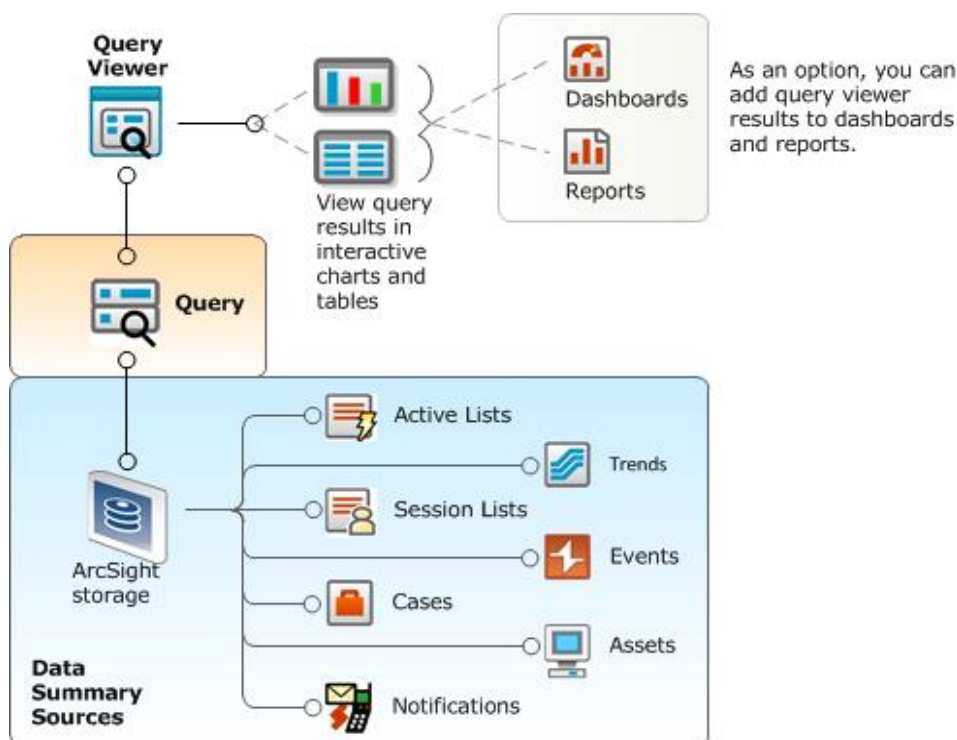 Query
Viewer
View query
results in
interactive
charts and
tables
Dashboards
Reports
As an option, you can
add query viewer
results to dashboards
and reports.
Query
ArcSight
storage
Active Lists
Trends
Session Lists
Events
Cases
Assets
Notifications
Data
Summary
Sources